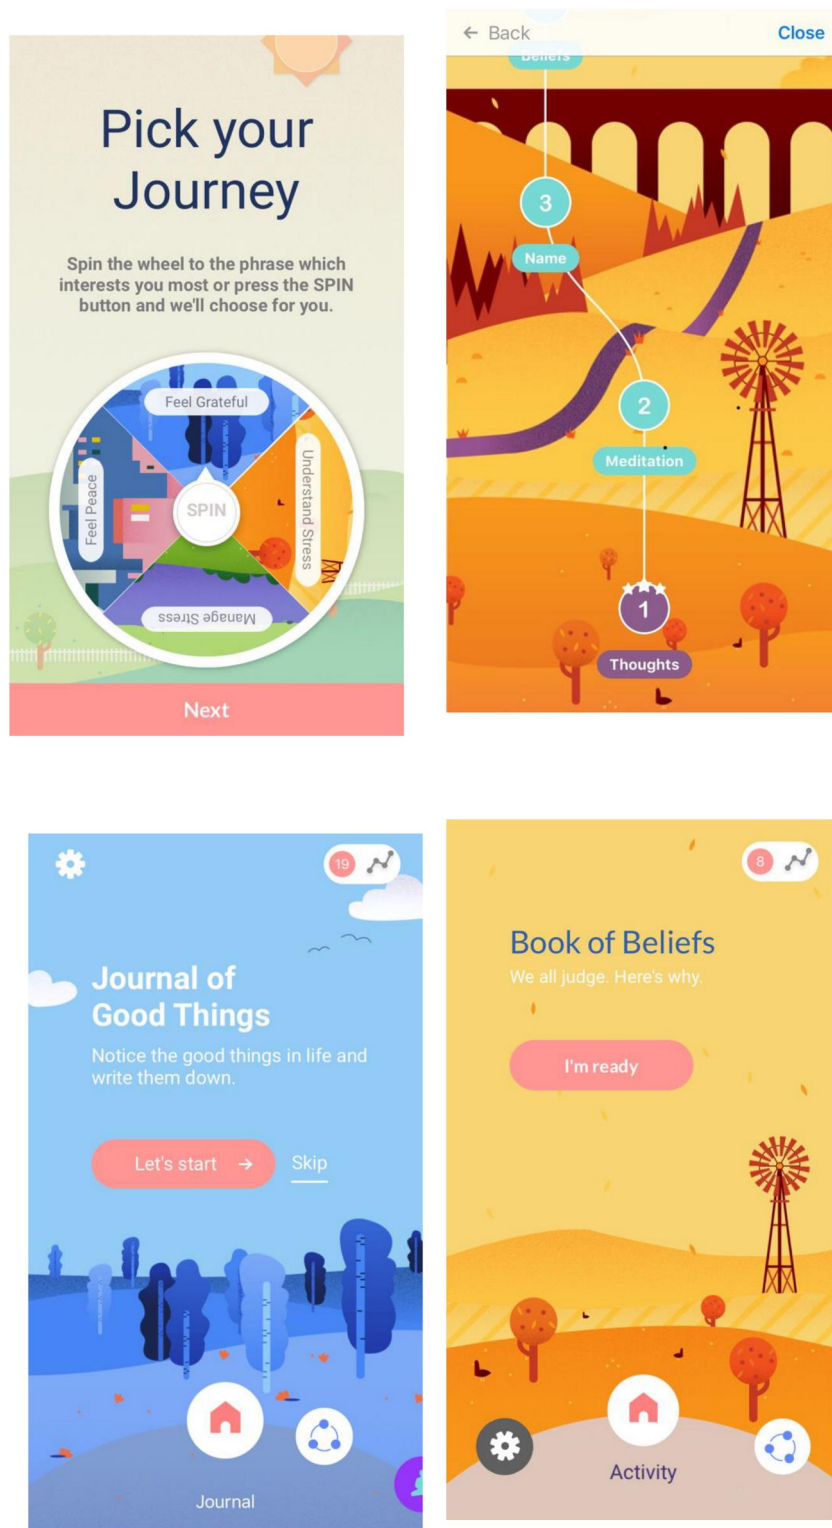 Pick your
Journey
Spin the wheel to the phrase which
interests you most or press the SPIN
button and we'll choose for you.
Feel Grateful
Feel Peace
SPIN
Understand Stress
Manage Stress
Next
← Back
Close
Beliefs
3
Name
2
Meditation
1
Thoughts
19
Journal of
Good Things
Notice the good things in life and
write them down.
Let's start →
Skip
Journal
8
Book of Beliefs
We all judge. Here's why.
I'm ready
Activity